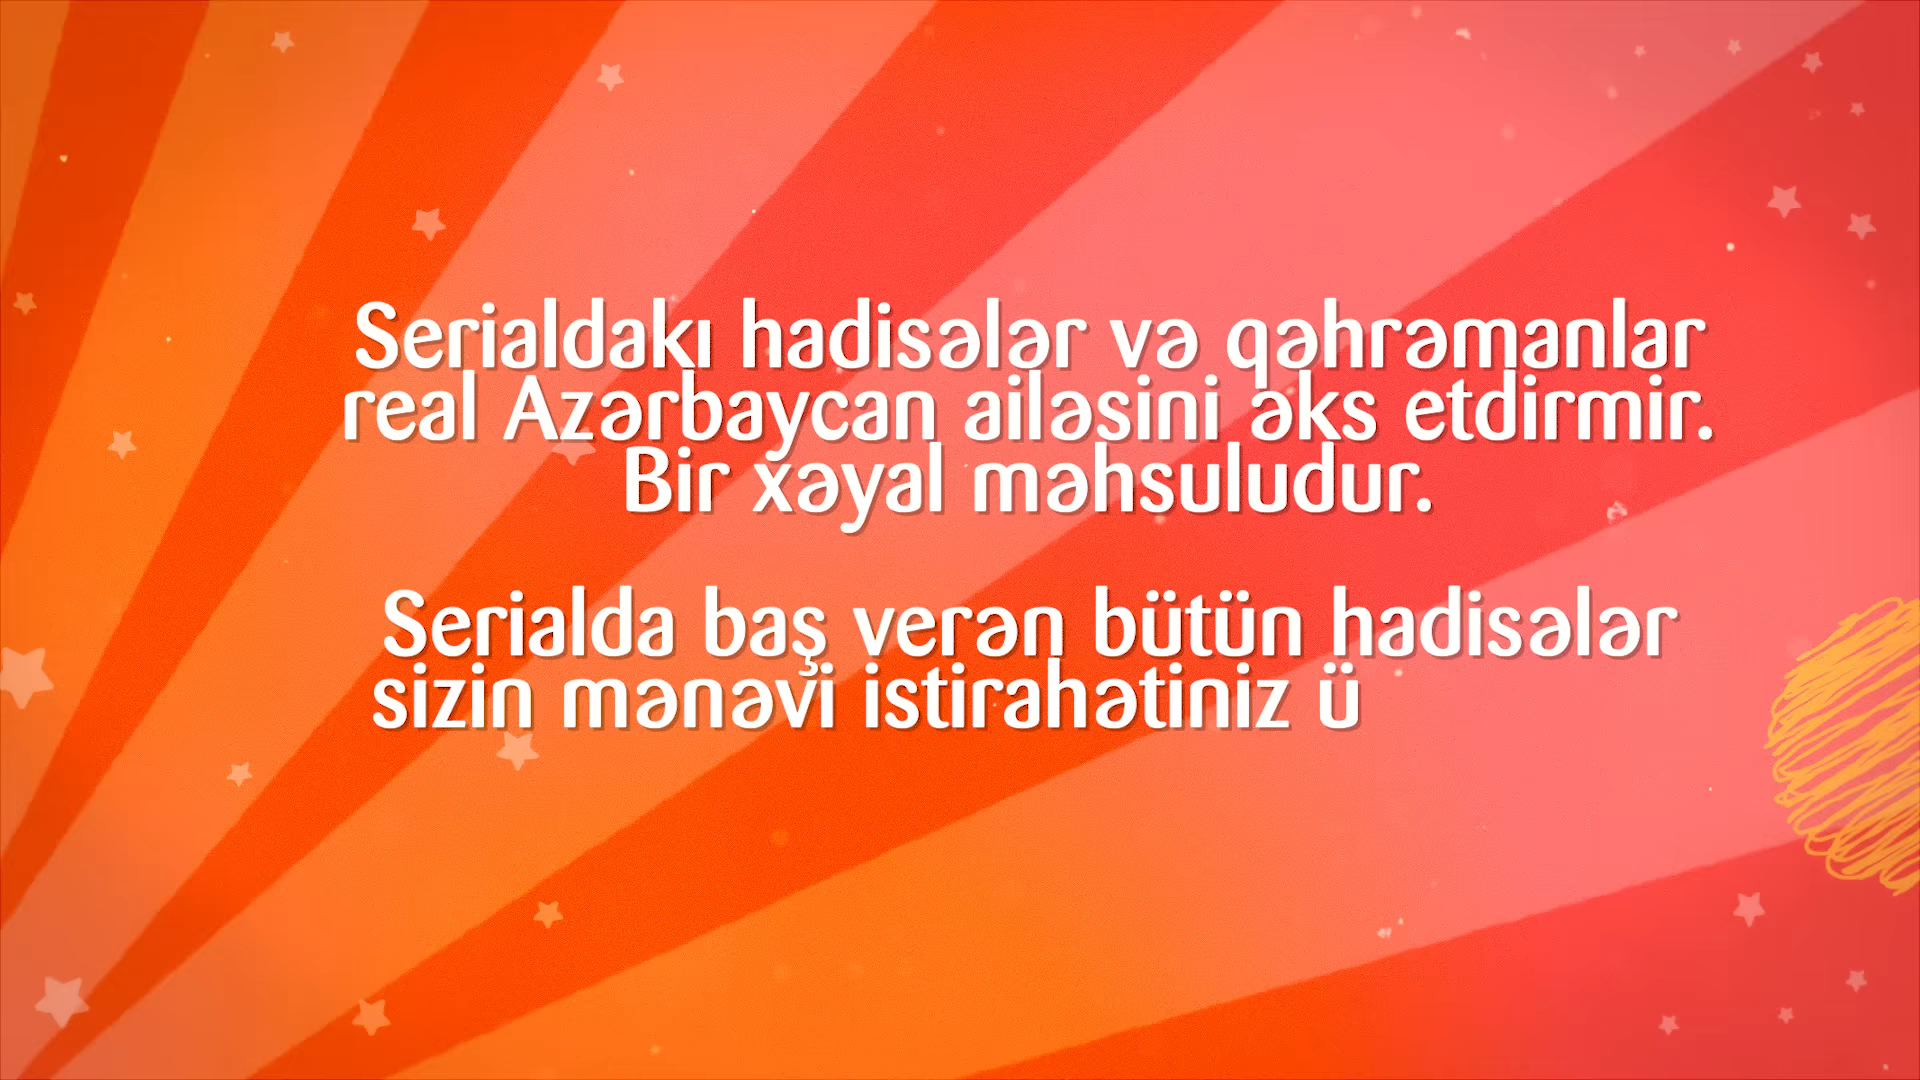 Serialdakı hadisələr və qəhrəmanlar
real Azərbaycan ailəsini əks etdirmir.
Bir xəyal məhsuludur.
Serialda baş verən bütün hadisələr
sizin mənəvi istirahətiniz ü